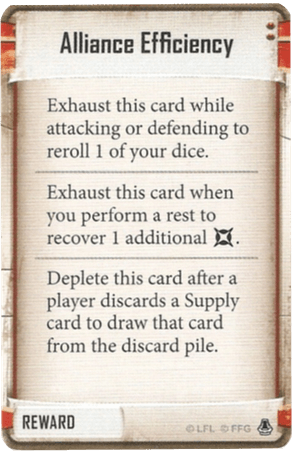 Alliance Efficiency
Exhaust this card while
attacking or defending to
reroll 1 of your dice.
Exhaust this card when
you perform a rest to
recover 1 additional .
Deplete this card after a
player discards a Supply
card to draw that card
from the discard pile.
REWARD
© LFL © FFG